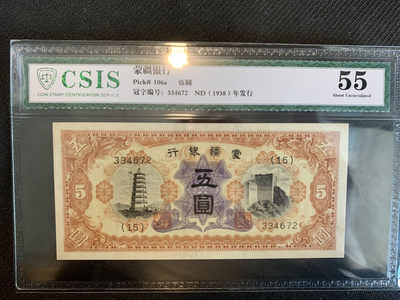 CSIS
COIN STAMP IDENTIFICATION SERVICE
蒙疆银行
Pick# 106a 伍圆
冠字编号: 334672 ND (1938) 年发行
55
About Uncirculated
行銀疆蒙
334672
(15)
五
圓
5
5
(15)
334672